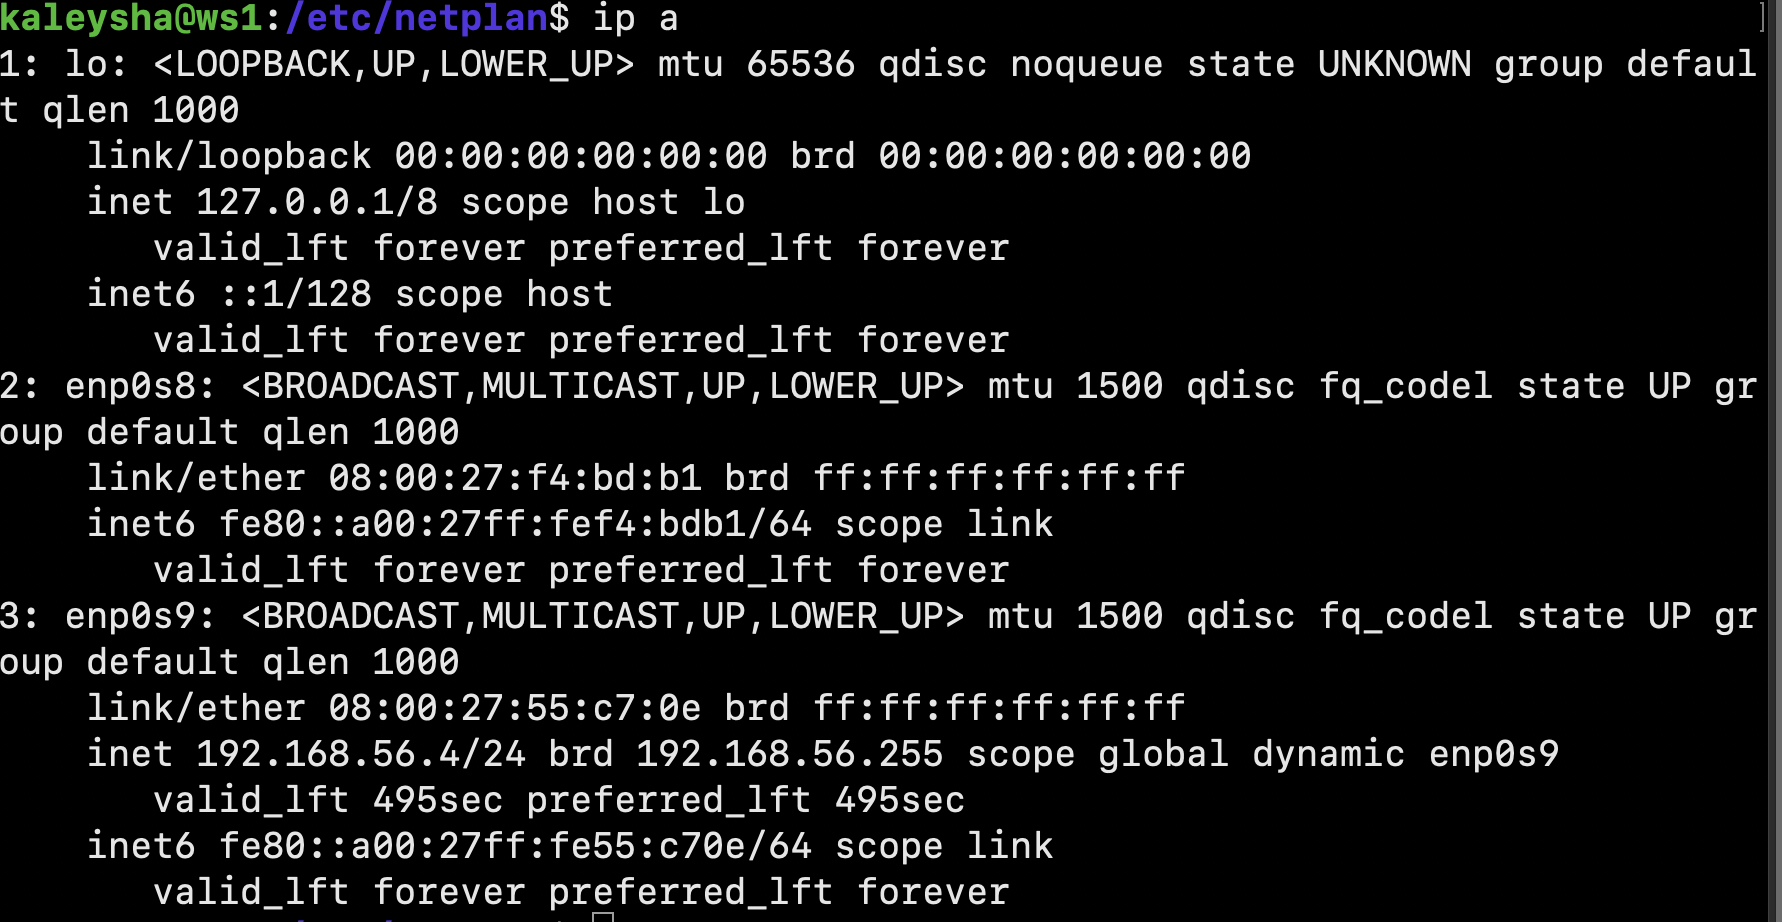 kaleysha@ws1:/etc/netplan$ ip a
1: lo: <LOOPBACK,UP,LOWER_UP> mtu 65536 qdisc noqueue state UNKNOWN group defaul
t qlen 1000
    link/loopback 00:00:00:00:00:00 brd 00:00:00:00:00:00
    inet 127.0.0.1/8 scope host lo
       valid_lft forever preferred_lft forever
    inet6 ::1/128 scope host
       valid_lft forever preferred_lft forever
2: enp0s8: <BROADCAST,MULTICAST,UP,LOWER_UP> mtu 1500 qdisc fq_codel state UP gr
oup default qlen 1000
    link/ether 08:00:27:f4:bd:b1 brd ff:ff:ff:ff:ff:ff
    inet6 fe80::a00:27ff:fef4:bdb1/64 scope link
       valid_lft forever preferred_lft forever
3: enp0s9: <BROADCAST,MULTICAST,UP,LOWER_UP> mtu 1500 qdisc fq_codel state UP gr
oup default qlen 1000
    link/ether 08:00:27:55:c7:0e brd ff:ff:ff:ff:ff:ff
    inet 192.168.56.4/24 brd 192.168.56.255 scope global dynamic enp0s9
       valid_lft 495sec preferred_lft 495sec
    inet6 fe80::a00:27ff:fe55:c70e/64 scope link
       valid_lft forever preferred_lft forever